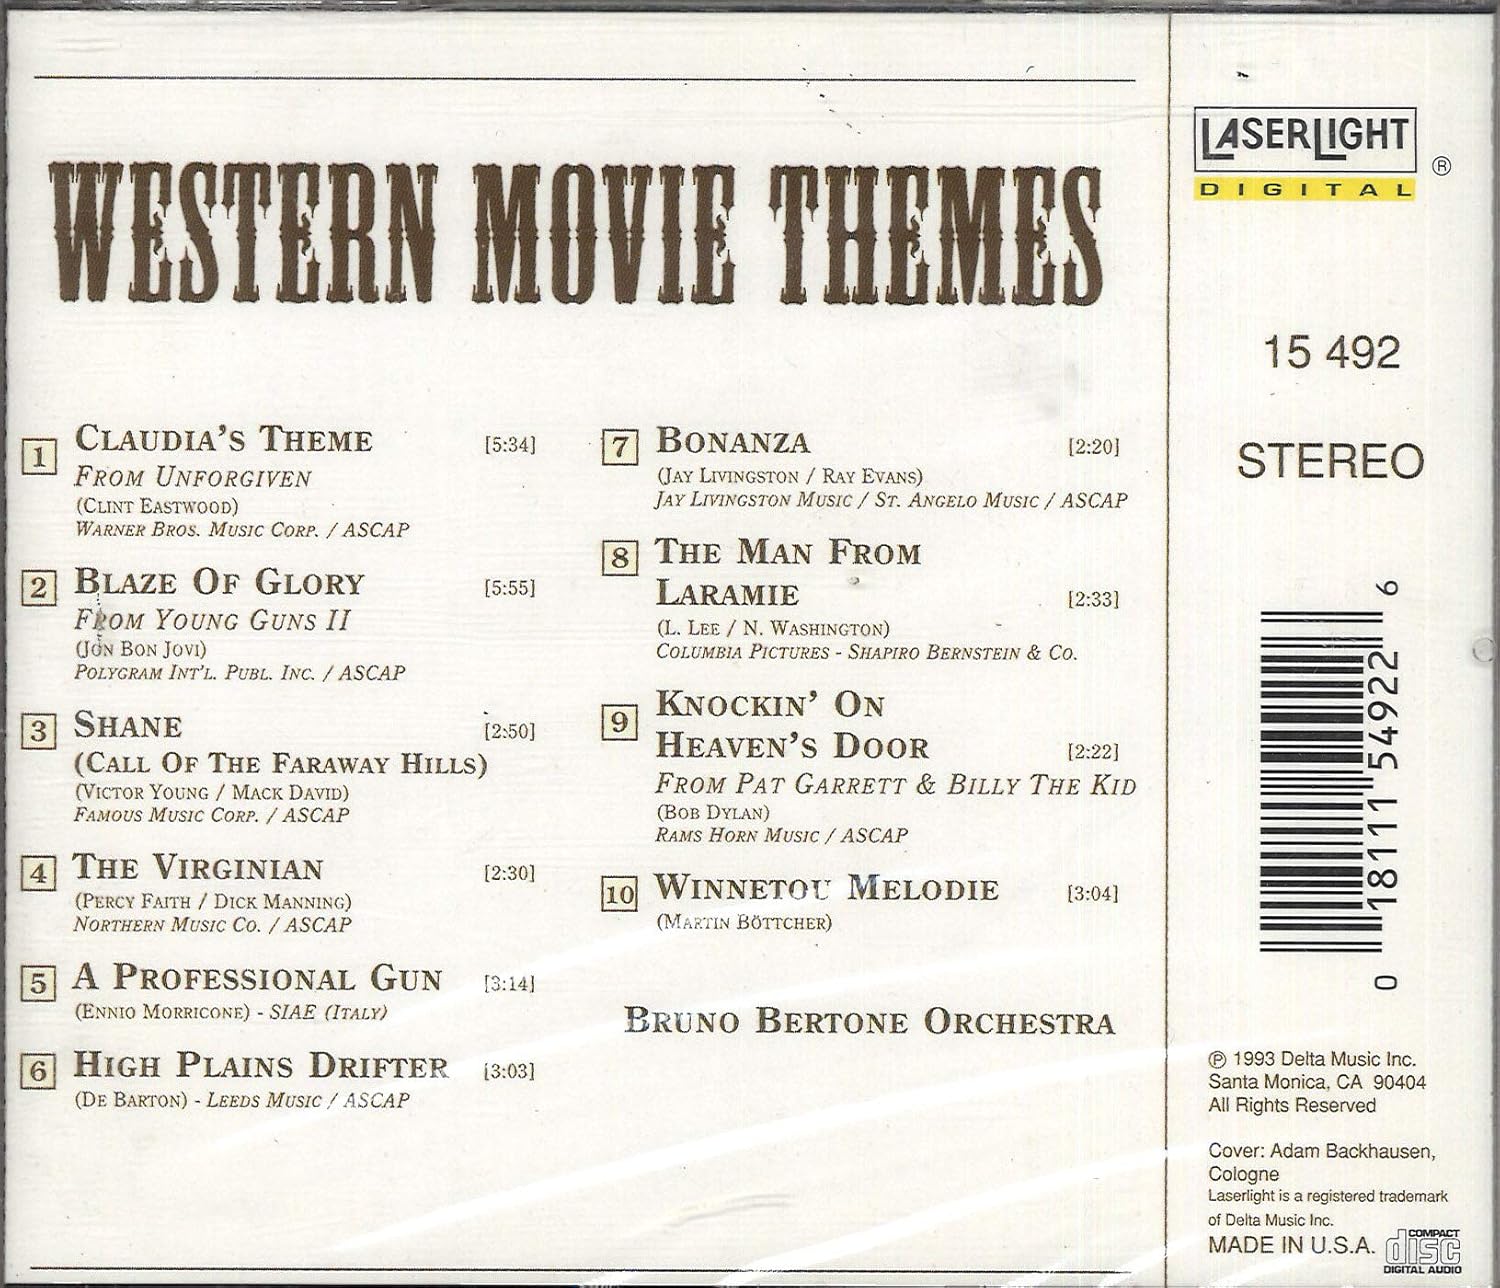 WESTERN MOVIE THEMES
1 CLAUDIA'S THEME [5:34]
FROM UNFORGIVEN
(CLINT EASTWOOD)
WARNER BROS. MUSIC CORP. / ASCAP
2 BLAZE OF GLORY [5:55]
FROM YOUNG GUNS II
(JON BON JOVI)
POLYGRAM INT'L. PUBL. INC. / ASCAP
3 SHANE [2:50]
(CALL OF THE FARAWAY HILLS)
(VICTOR YOUNG / MACK DAVID)
FAMOUS MUSIC CORP. / ASCAP
4 THE VIRGINIAN [2:30]
(PERCY FAITH / DICK MANNING)
NORTHERN MUSIC CO. / ASCAP
5 A PROFESSIONAL GUN [3:14]
(ENNIO MORRICONE) - SIAE (ITALY)
6 HIGH PLAINS DRIFTER [3:03]
(DE BARTON) - LEEDS MUSIC / ASCAP
7 BONANZA [2:20]
(JAY LIVINGSTON / RAY EVANS)
JAY LIVINGSTON MUSIC / ST. ANGELO MUSIC / ASCAP
8 THE MAN FROM
LARAMIE [2:33]
(L. LEE / N. WASHINGTON)
COLUMBIA PICTURES - SHAPIRO BERNSTEIN & CO.
9 KNOCKIN' ON
HEAVEN'S DOOR [2:22]
FROM PAT GARRETT & BILLY THE KID
(BOB DYLAN)
RAMS HORN MUSIC / ASCAP
10 WINNETOU MELODIE [3:04]
(MARTIN BÖTTCHER)
BRUNO BERTONE ORCHESTRA
LASERLIGHT
DIGITAL ®
15 492
STEREO
0 18111 54922 6
℗ 1993 Delta Music Inc.
Santa Monica, CA 90404
All Rights Reserved
Cover: Adam Backhausen,
Cologne
Laserlight is a registered trademark
of Delta Music Inc.
MADE IN U.S.A.
COMPACT
disc
DIGITAL AUDIO